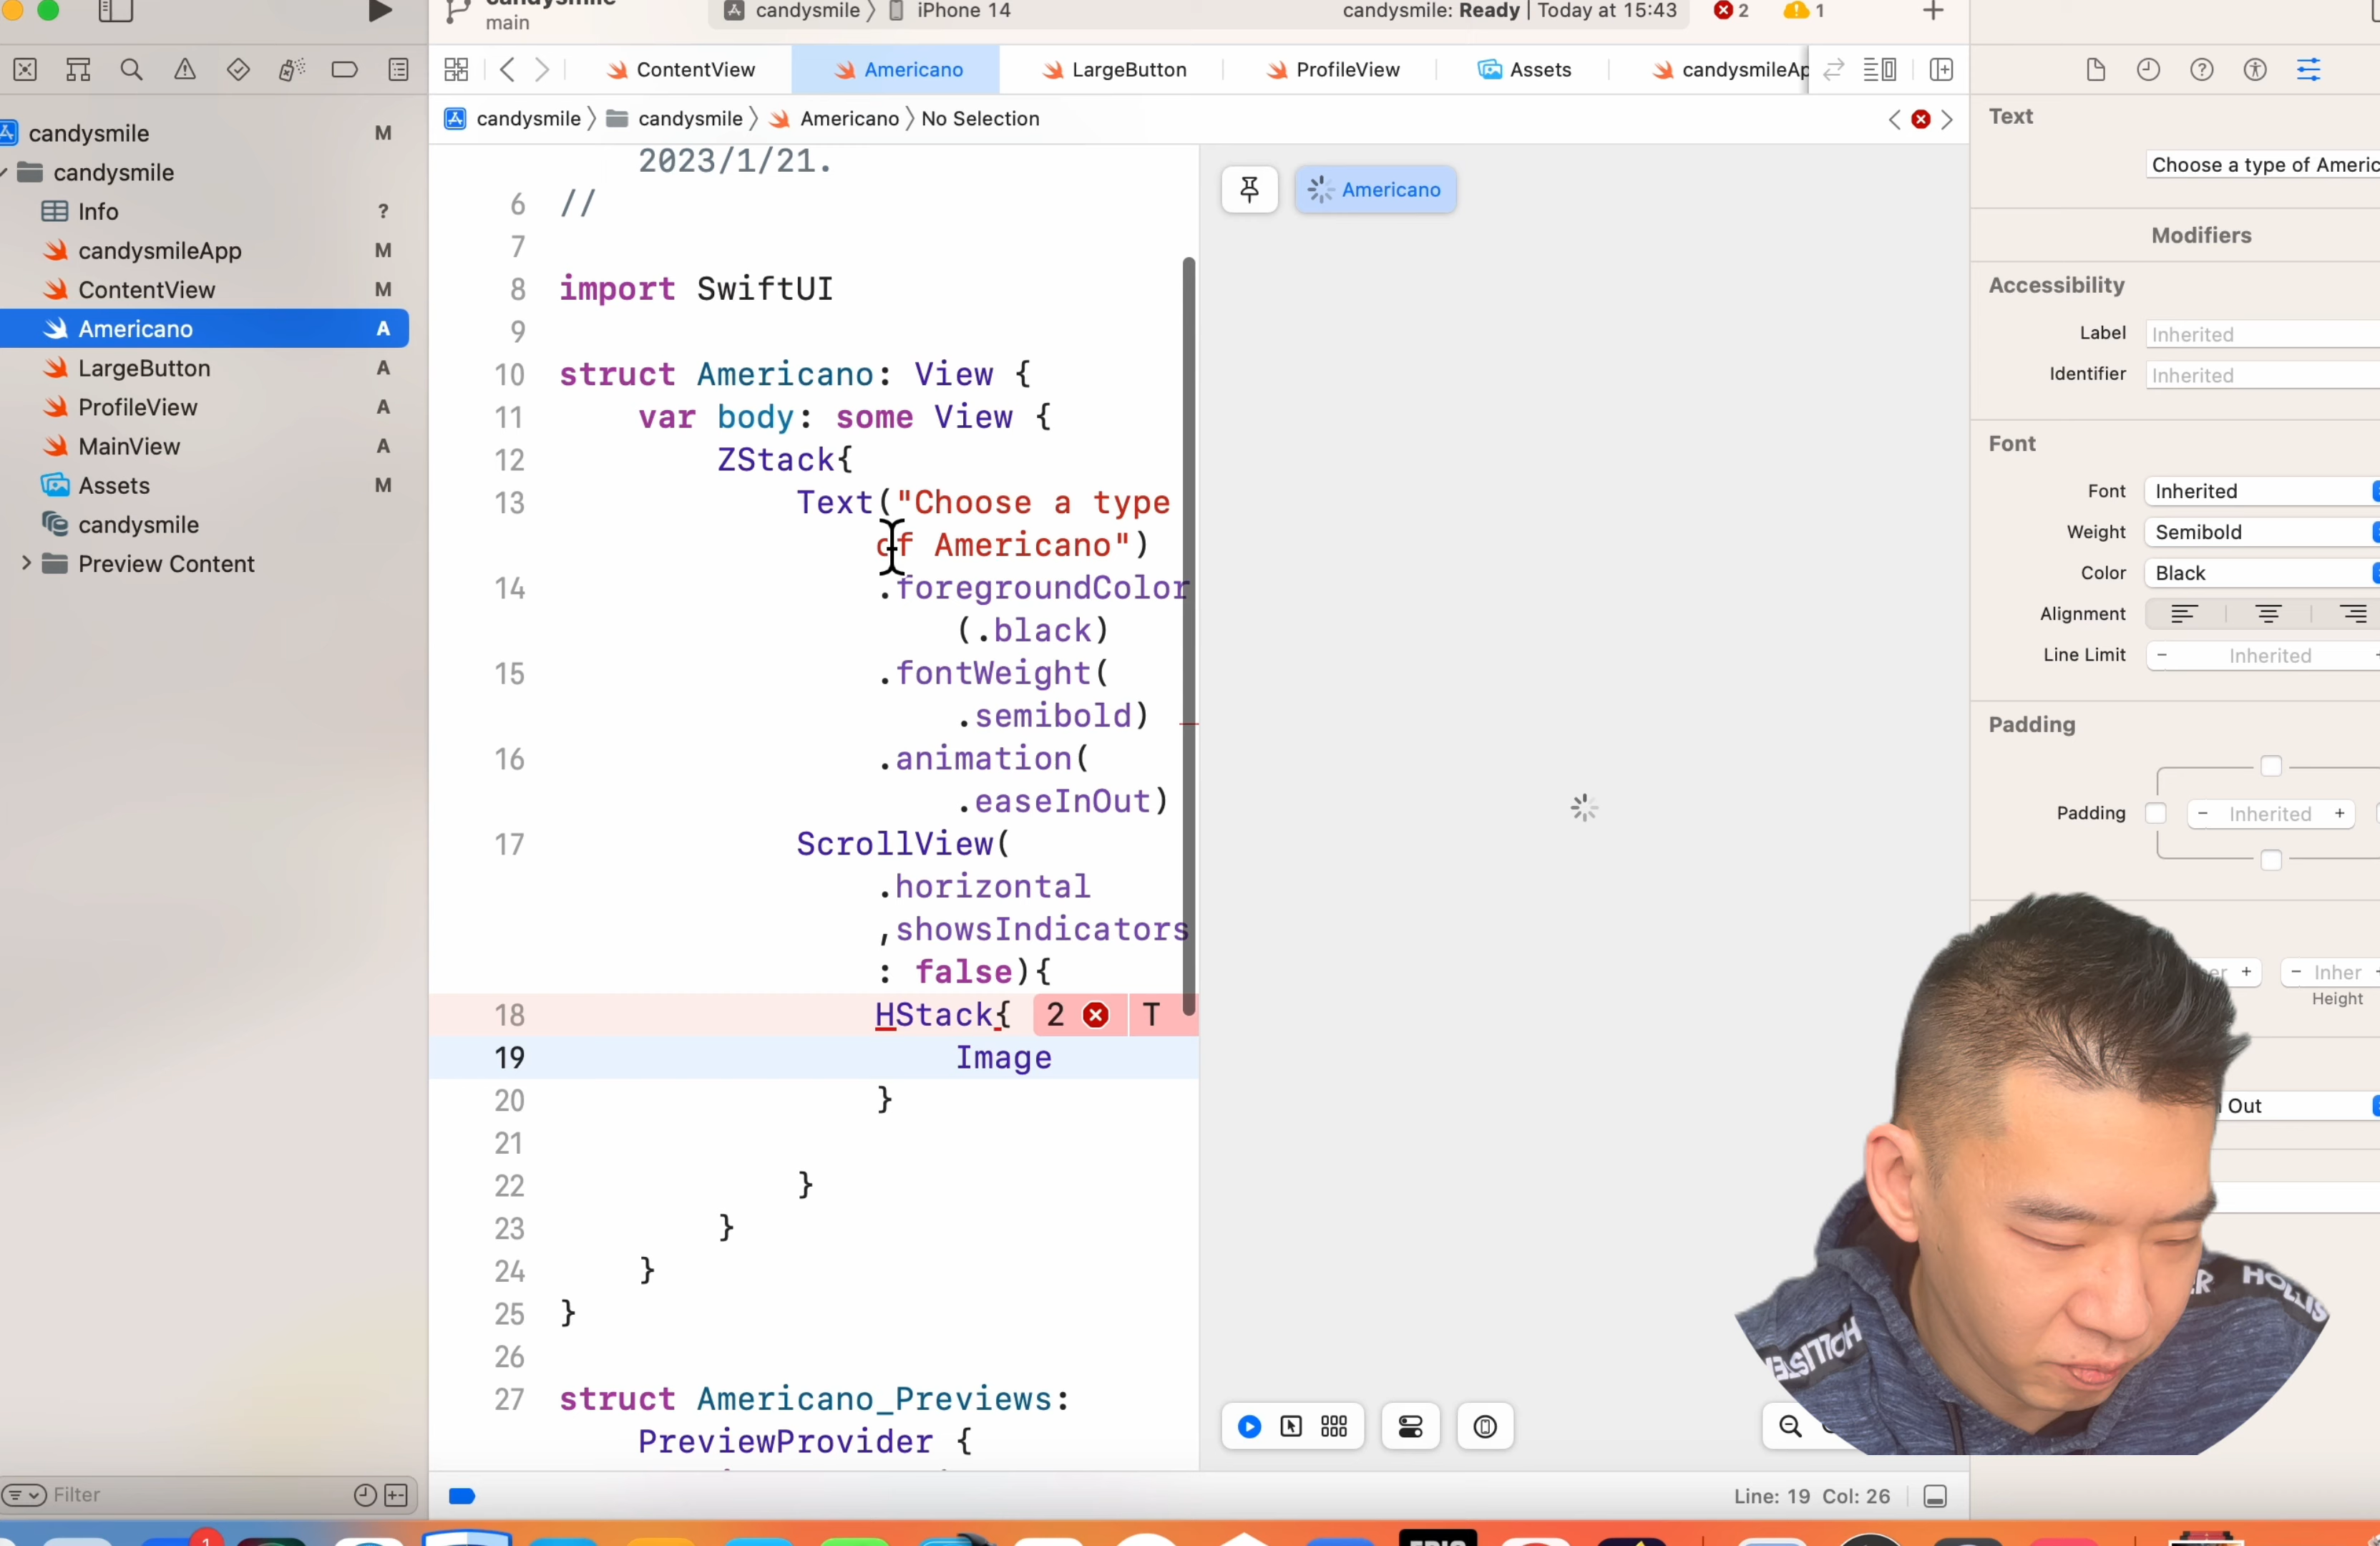 candysmile
main
candysmile
iPhone 14
candysmile: Ready | Today at 15:43
2
1
ContentView
Americano
LargeButton
ProfileView
Assets
candysmileAp
candysmile
candysmile
Americano
No Selection
candysmile M
candysmile
Info ?
candysmileApp M
ContentView M
Americano A
LargeButton A
ProfileView A
MainView A
Assets M
candysmile
Preview Content
Filter
2023/1/21.
6 //
7
8 import SwiftUI
9
10 struct Americano: View {
11 var body: some View {
12 ZStack{
13 Text("Choose a type
of Americano")
14 .foregroundColor
(.black)
15 .fontWeight(
.semibold)
16 .animation(
.easeInOut)
17 ScrollView(
.horizontal
,showsIndicators
: false){
18 HStack{ 2 T
19 Image
20 }
21
22 }
23 }
24 }
25 }
26
27 struct Americano_Previews:
PreviewProvider {
Americano
Line: 19 Col: 26
Text
Choose a type of Americ
Modifiers
Accessibility
Label Inherited
Identifier Inherited
Font
Font Inherited
Weight Semibold
Color Black
Alignment
Line Limit − Inherited
Padding
Padding − Inherited +
er + − Inher
Height
Out
HOLLIS
HOLLISTER
1